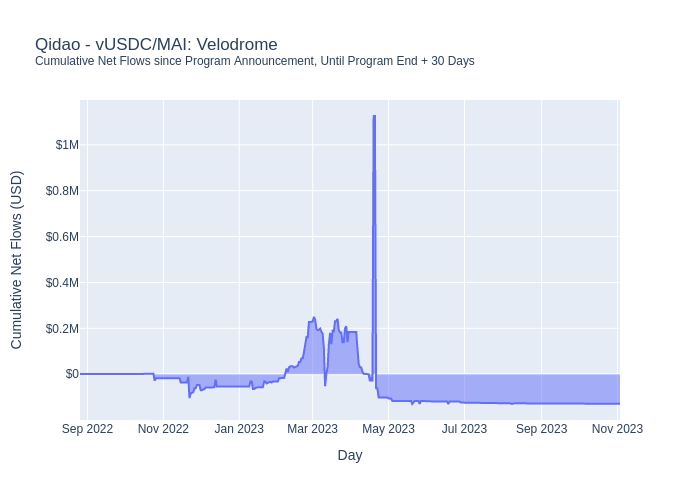 Qidao - vUSDC/MAI: Velodrome
Cumulative Net Flows since Program Announcement, Until Program End + 30 Days
Cumulative Net Flows (USD)
$1M
$0.8M
$0.6M
$0.4M
$0.2M
$0
Sep 2022 Nov 2022 Jan 2023 Mar 2023 May 2023 Jul 2023 Sep 2023 Nov 2023
Day